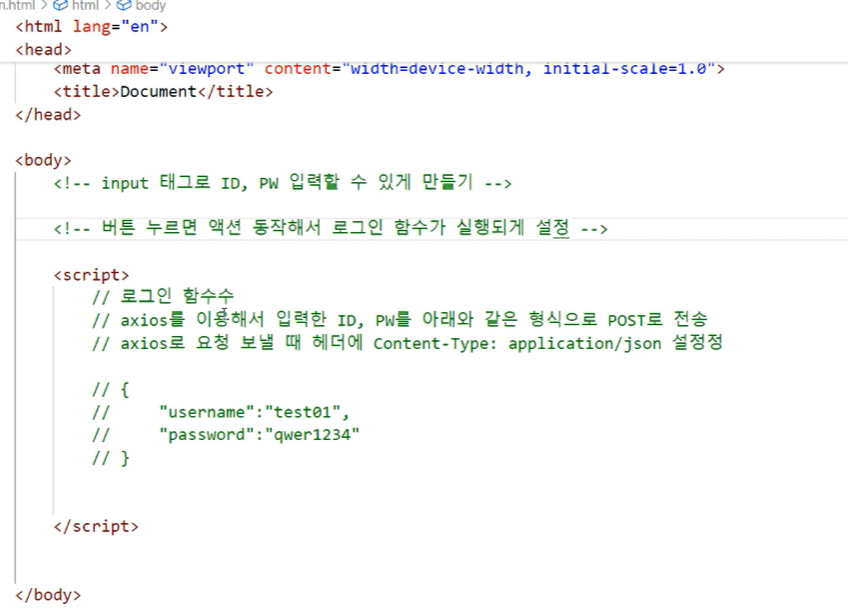 n.html > html > body
<html lang="en">
<head>
<meta name="viewport" content="width=device-width, initial-scale=1.0">
<title>Document</title>
</head>
<body>
<!-- input 태그로 ID, PW 입력할 수 있게 만들기 -->
<!-- 버튼 누르면 액션 동작해서 로그인 함수가 실행되게 설정 -->
<script>
// 로그인 함수수
// axios를 이용해서 입력한 ID, PW를 아래와 같은 형식으로 POST로 전송
// axios로 요청 보낼 때 헤더에 Content-Type: application/json 설정정
// {
//     "username":"test01",
//     "password":"qwer1234"
// }
</script>
</body>